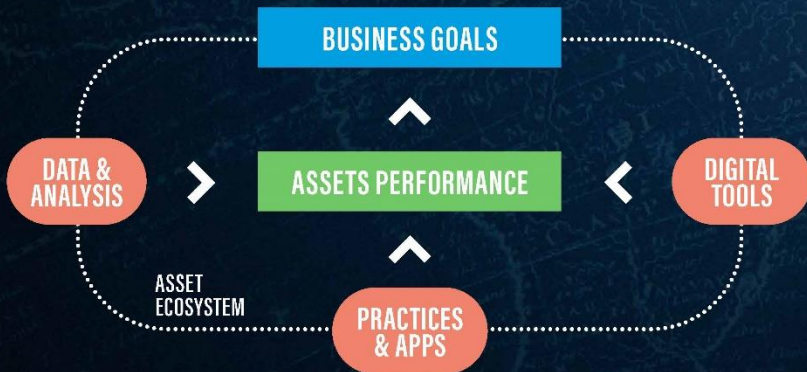 BUSINESS GOALS
DATA &
ANALYSIS
ASSETS PERFORMANCE
DIGITAL
TOOLS
ASSET
ECOSYSTEM
PRACTICES
& APPS